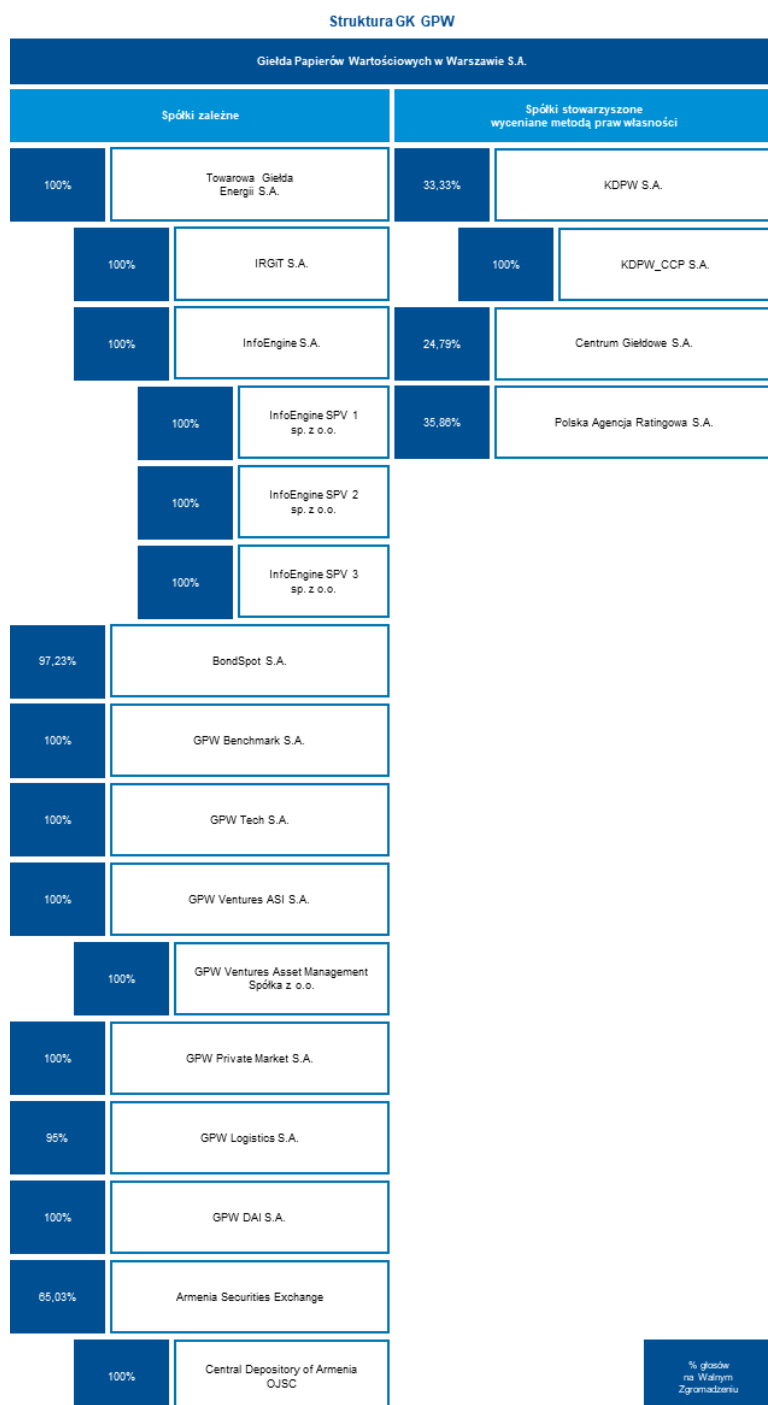 Struktura GK GPW
Giełda Papierów Wartościowych w Warszawie S.A.
Spółki zależne
Spółki stowarzyszone
wyceniane metodą praw własności
100%
Towarowa Giełda
Energii S.A.
33,33%
KDPW S.A.
100%
IRGiT S.A.
100%
KDPW_CCP S.A.
100%
InfoEngine S.A.
24,79%
Centrum Giełdowe S.A.
100%
InfoEngine SPV 1
sp. z o.o.
35,86%
Polska Agencja Ratingowa S.A.
100%
InfoEngine SPV 2
sp. z o.o.
100%
InfoEngine SPV 3
sp. z o.o.
97,23%
BondSpot S.A.
100%
GPW Benchmark S.A.
100%
GPW Tech S.A.
100%
GPW Ventures ASI S.A.
100%
GPW Ventures Asset Management
Spółka z o.o.
100%
GPW Private Market S.A.
95%
GPW Logistics S.A.
100%
GPW DAI S.A.
65,03%
Armenia Securities Exchange
100%
Central Depository of Armenia
OJSC
% głosów
na Walnym
Zgromadzeniu